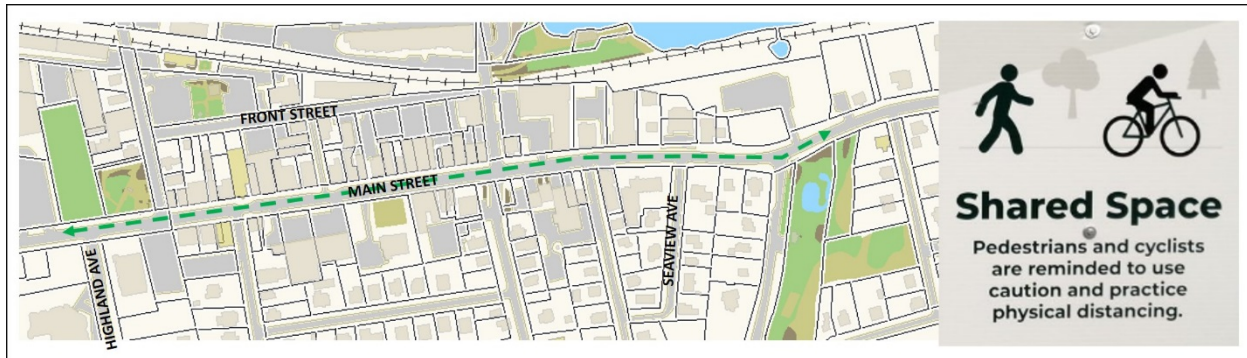 FRONT STREET
MAIN STREET
HIGHLAND AVE
SEAVIEW AVE
Shared Space
Pedestrians and cyclists
are reminded to use
caution and practice
physical distancing.